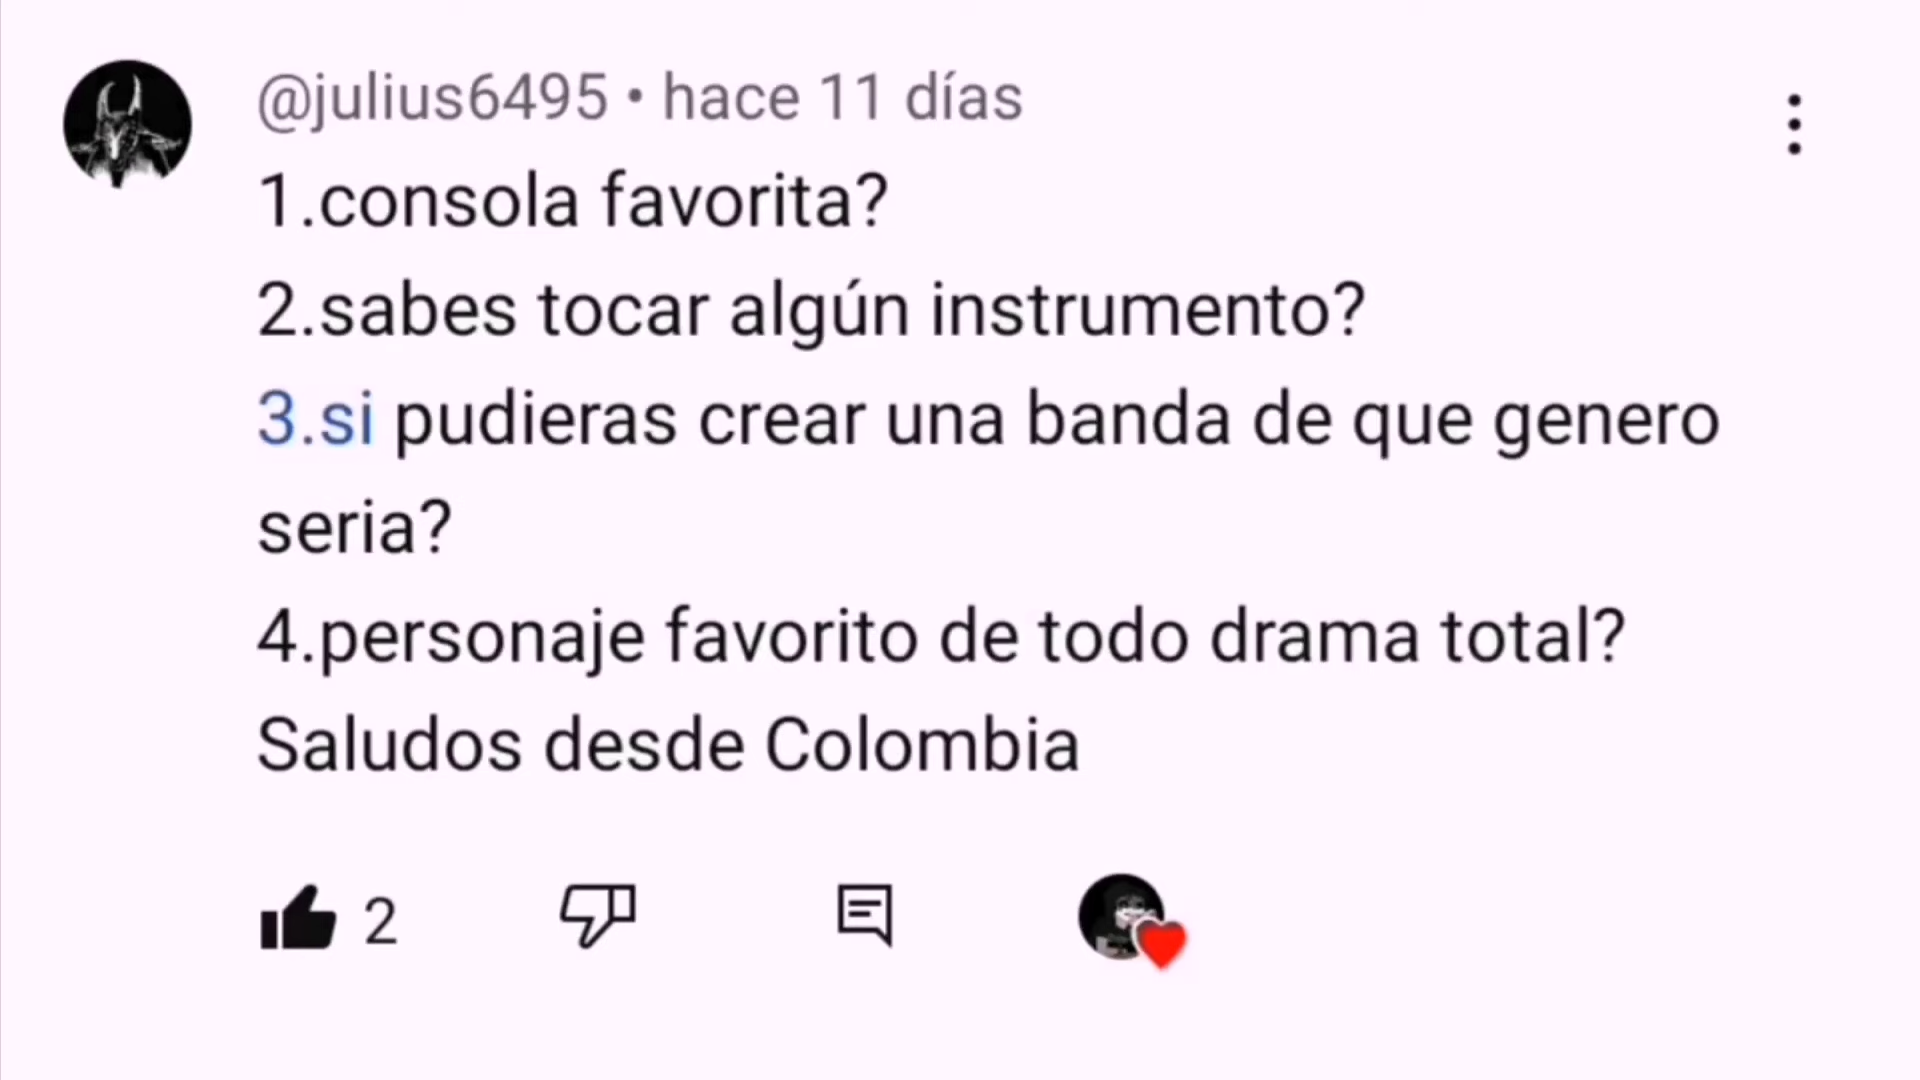 @julius6495 • hace 11 días
1.consola favorita?
2.sabes tocar algún instrumento?
3.si pudieras crear una banda de que genero
seria?
4.personaje favorito de todo drama total?
Saludos desde Colombia
2